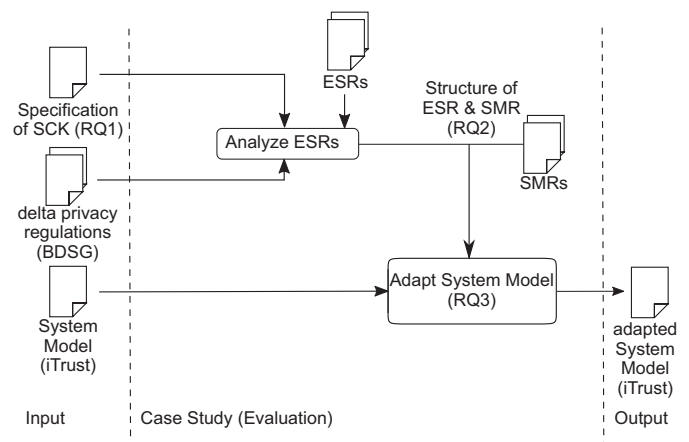 ESRs
Specification
of SCK (RQ1)
Structure of
ESR & SMR
(RQ2)
Analyze ESRs
SMRs
delta privacy
regulations
(BDSG)
Adapt System Model
(RQ3)
System
Model
(iTrust)
adapted
System
Model
(iTrust)
Input
Case Study (Evaluation)
Output